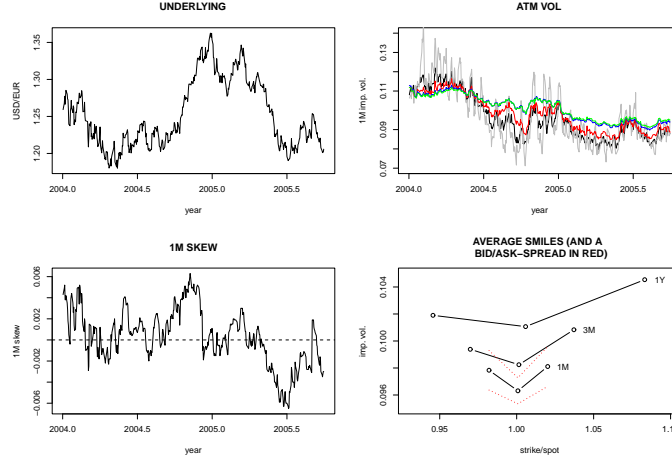 UNDERLYING
USD/EUR
1.20 1.25 1.30 1.35
2004.0 2004.5 2005.0 2005.5
year
ATM VOL
1M imp. vol.
0.07 0.09 0.11 0.13
2004.0 2004.5 2005.0 2005.5
year
1M SKEW
1M skew
−0.006 −0.002 0.002 0.006
2004.0 2004.5 2005.0 2005.5
year
AVERAGE SMILES (AND A
BID/ASK−SPREAD IN RED)
imp. vol.
0.096 0.100 0.104
1Y
3M
1M
0.95 1.00 1.05 1.1
strike/spot